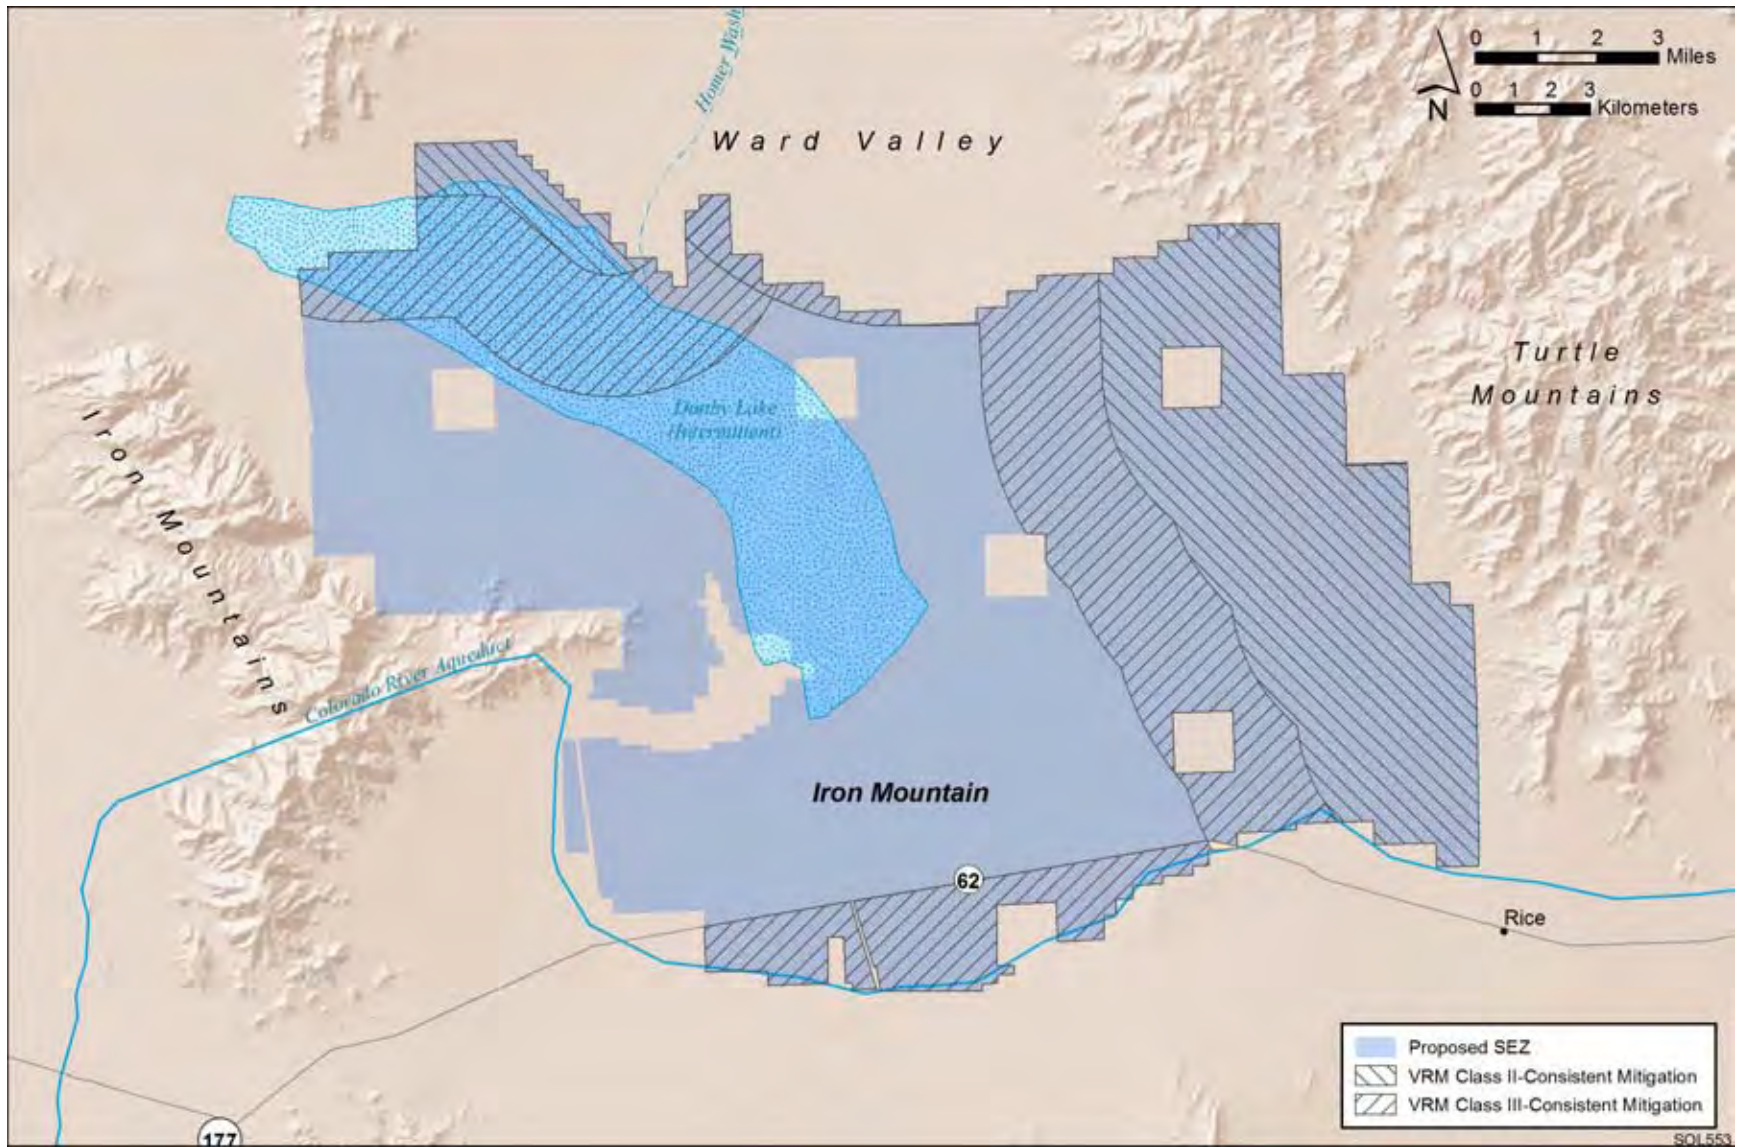 Homer Wash
0 1 2 3
Miles
0 1 2 3
Kilometers
N
Ward Valley
Turtle
Mountains
Danby Lake
(Intermittent)
Iron Mountains
Colorado River Aqueduct
Iron Mountain
62
Rice
177
Proposed SEZ
VRM Class II-Consistent Mitigation
VRM Class III-Consistent Mitigation
SOL553